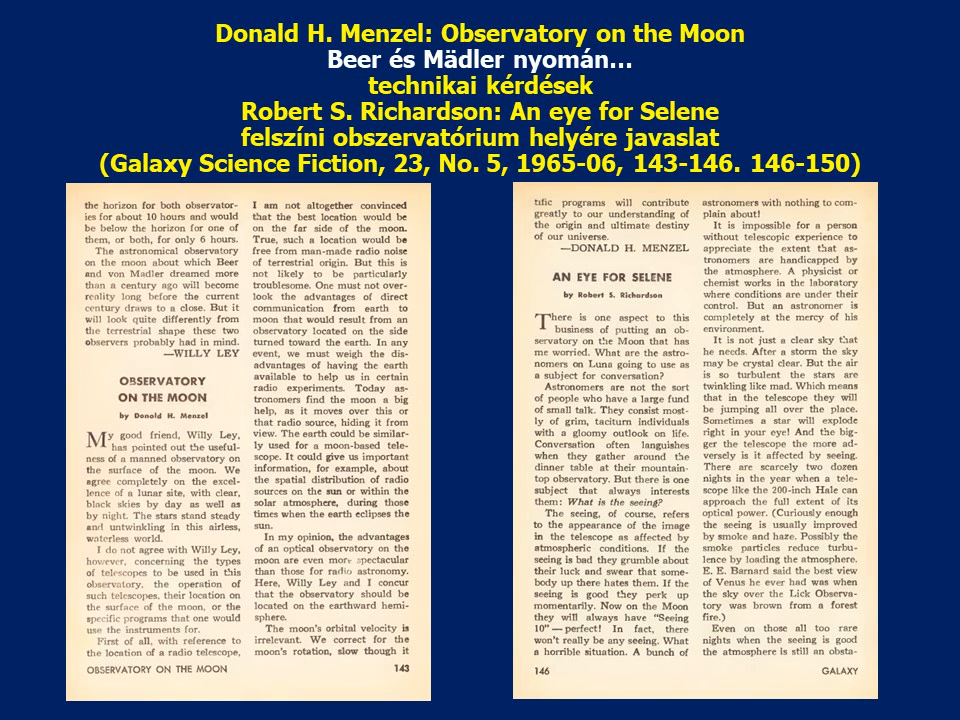 Donald H. Menzel: Observatory on the Moon
Beer és Mädler nyomán…
technikai kérdések
Robert S. Richardson: An eye for Selene
felszíni obszervatórium helyére javaslat
(Galaxy Science Fiction, 23, No. 5, 1965-06, 143-146. 146-150)
the horizon for both observator-
ies for about 10 hours and would
be below the horizon for one of
them, or both, for only 6 hours.
The astronomical observatory
on the moon about which Beer
and von Madler dreamed more
than a century ago will become
reality long before the current
century draws to a close. But it
will look quite differently from
the terrestrial shape these two
observers probably had in mind.
—WILLY LEY
OBSERVATORY
ON THE MOON
by Donald H. Menzel
My good friend, Willy Ley,
has pointed out the useful-
ness of a manned observatory on
the surface of the moon. We
agree completely on the excel-
lence of a lunar site, with clear,
black skies by day as well as
by night. The stars stand steady
and untwinkling in this airless,
waterless world.
I do not agree with Willy Ley,
however, concerning the types
of telescopes to be used in this
observatory, the operation of
such telescopes, their location on
the surface of the moon, or the
specific programs that one would
use the instruments for.
First of all, with reference to
the location of a radio telescope,
I am not altogether convinced
that the best location would be
on the far side of the moon.
True, such a location would be
free from man-made radio noise
of terrestrial origin. But this is
not likely to be particularly
troublesome. One must not over-
look the advantages of direct
communication from earth to
moon that would result from an
observatory located on the side
turned toward the earth. In any
event, we must weigh the dis-
advantages of having the earth
available to help us in certain
radio experiments. Today as-
tronomers find the moon a big
help, as it moves over this or
that radio source, hiding it from
view. The earth could be similar-
ly used for a moon-based tele-
scope. It could give us important
information, for example, about
the spatial distribution of radio
sources on the sun or within the
solar atmosphere, during those
times when the earth eclipses the
sun.
In my opinion, the advantages
of an optical observatory on the
moon are even more spectacular
than those for radio astronomy.
Here, Willy Ley and I concur
that the observatory should be
located on the earthward hemi-
sphere.
The moon's orbital velocity is
irrelevant. We correct for the
moon's rotation, slow though it
OBSERVATORY ON THE MOON
143
tific programs will contribute
greatly to our understanding of
the origin and ultimate destiny
of our universe.
—DONALD H. MENZEL
AN EYE FOR SELENE
by Robert S. Richardson
There is one aspect to this
business of putting an ob-
servatory on the Moon that has
me worried. What are the astro-
nomers on Luna going to use as
a subject for conversation?
Astronomers are not the sort
of people who have a large fund
of small talk. They consist most-
ly of grim, taciturn individuals
with a gloomy outlook on life.
Conversation often languishes
when they gather around the
dinner table at their mountain-
top observatory. But there is one
subject that always interests
them: What is the seeing?
The seeing, of course, refers
to the appearance of the image
in the telescope as affected by
atmospheric conditions. If the
seeing is bad they grumble about
their luck and swear that some-
body up there hates them. If the
seeing is good they perk up
momentarily. Now on the Moon
they will always have "Seeing
10" — perfect! In fact, there
won't really be any seeing. What
a horrible situation. A bunch of
astronomers with nothing to com-
plain about!
It is impossible for a person
without telescopic experience to
appreciate the extent that as-
tronomers are handicapped by
the atmosphere. A physicist or
chemist works in the laboratory
where conditions are under their
control. But an astronomer is
completely at the mercy of his
environment.
It is not just a clear sky that
he needs. After a storm the sky
may be crystal clear. But the air
is so turbulent the stars are
twinkling like mad. Which means
that in the telescope they will
be jumping all over the place.
Sometimes a star will explode
right in your eye! And the big-
ger the telescope the more ad-
versely is it affected by seeing.
There are scarcely two dozen
nights in the year when a tele-
scope like the 200-inch Hale can
approach the full extent of its
optical power. (Curiously enough
the seeing is usually improved
by smoke and haze. Possibly the
smoke particles reduce turbu-
lence by loading the atmosphere.
E. E. Barnard said the best view
of Venus he ever had was when
the sky over the Lick Observa-
tory was brown from a forest
fire.)
Even on those all too rare
nights when the seeing is good
the atmosphere is still an obsta-
146
GALAXY